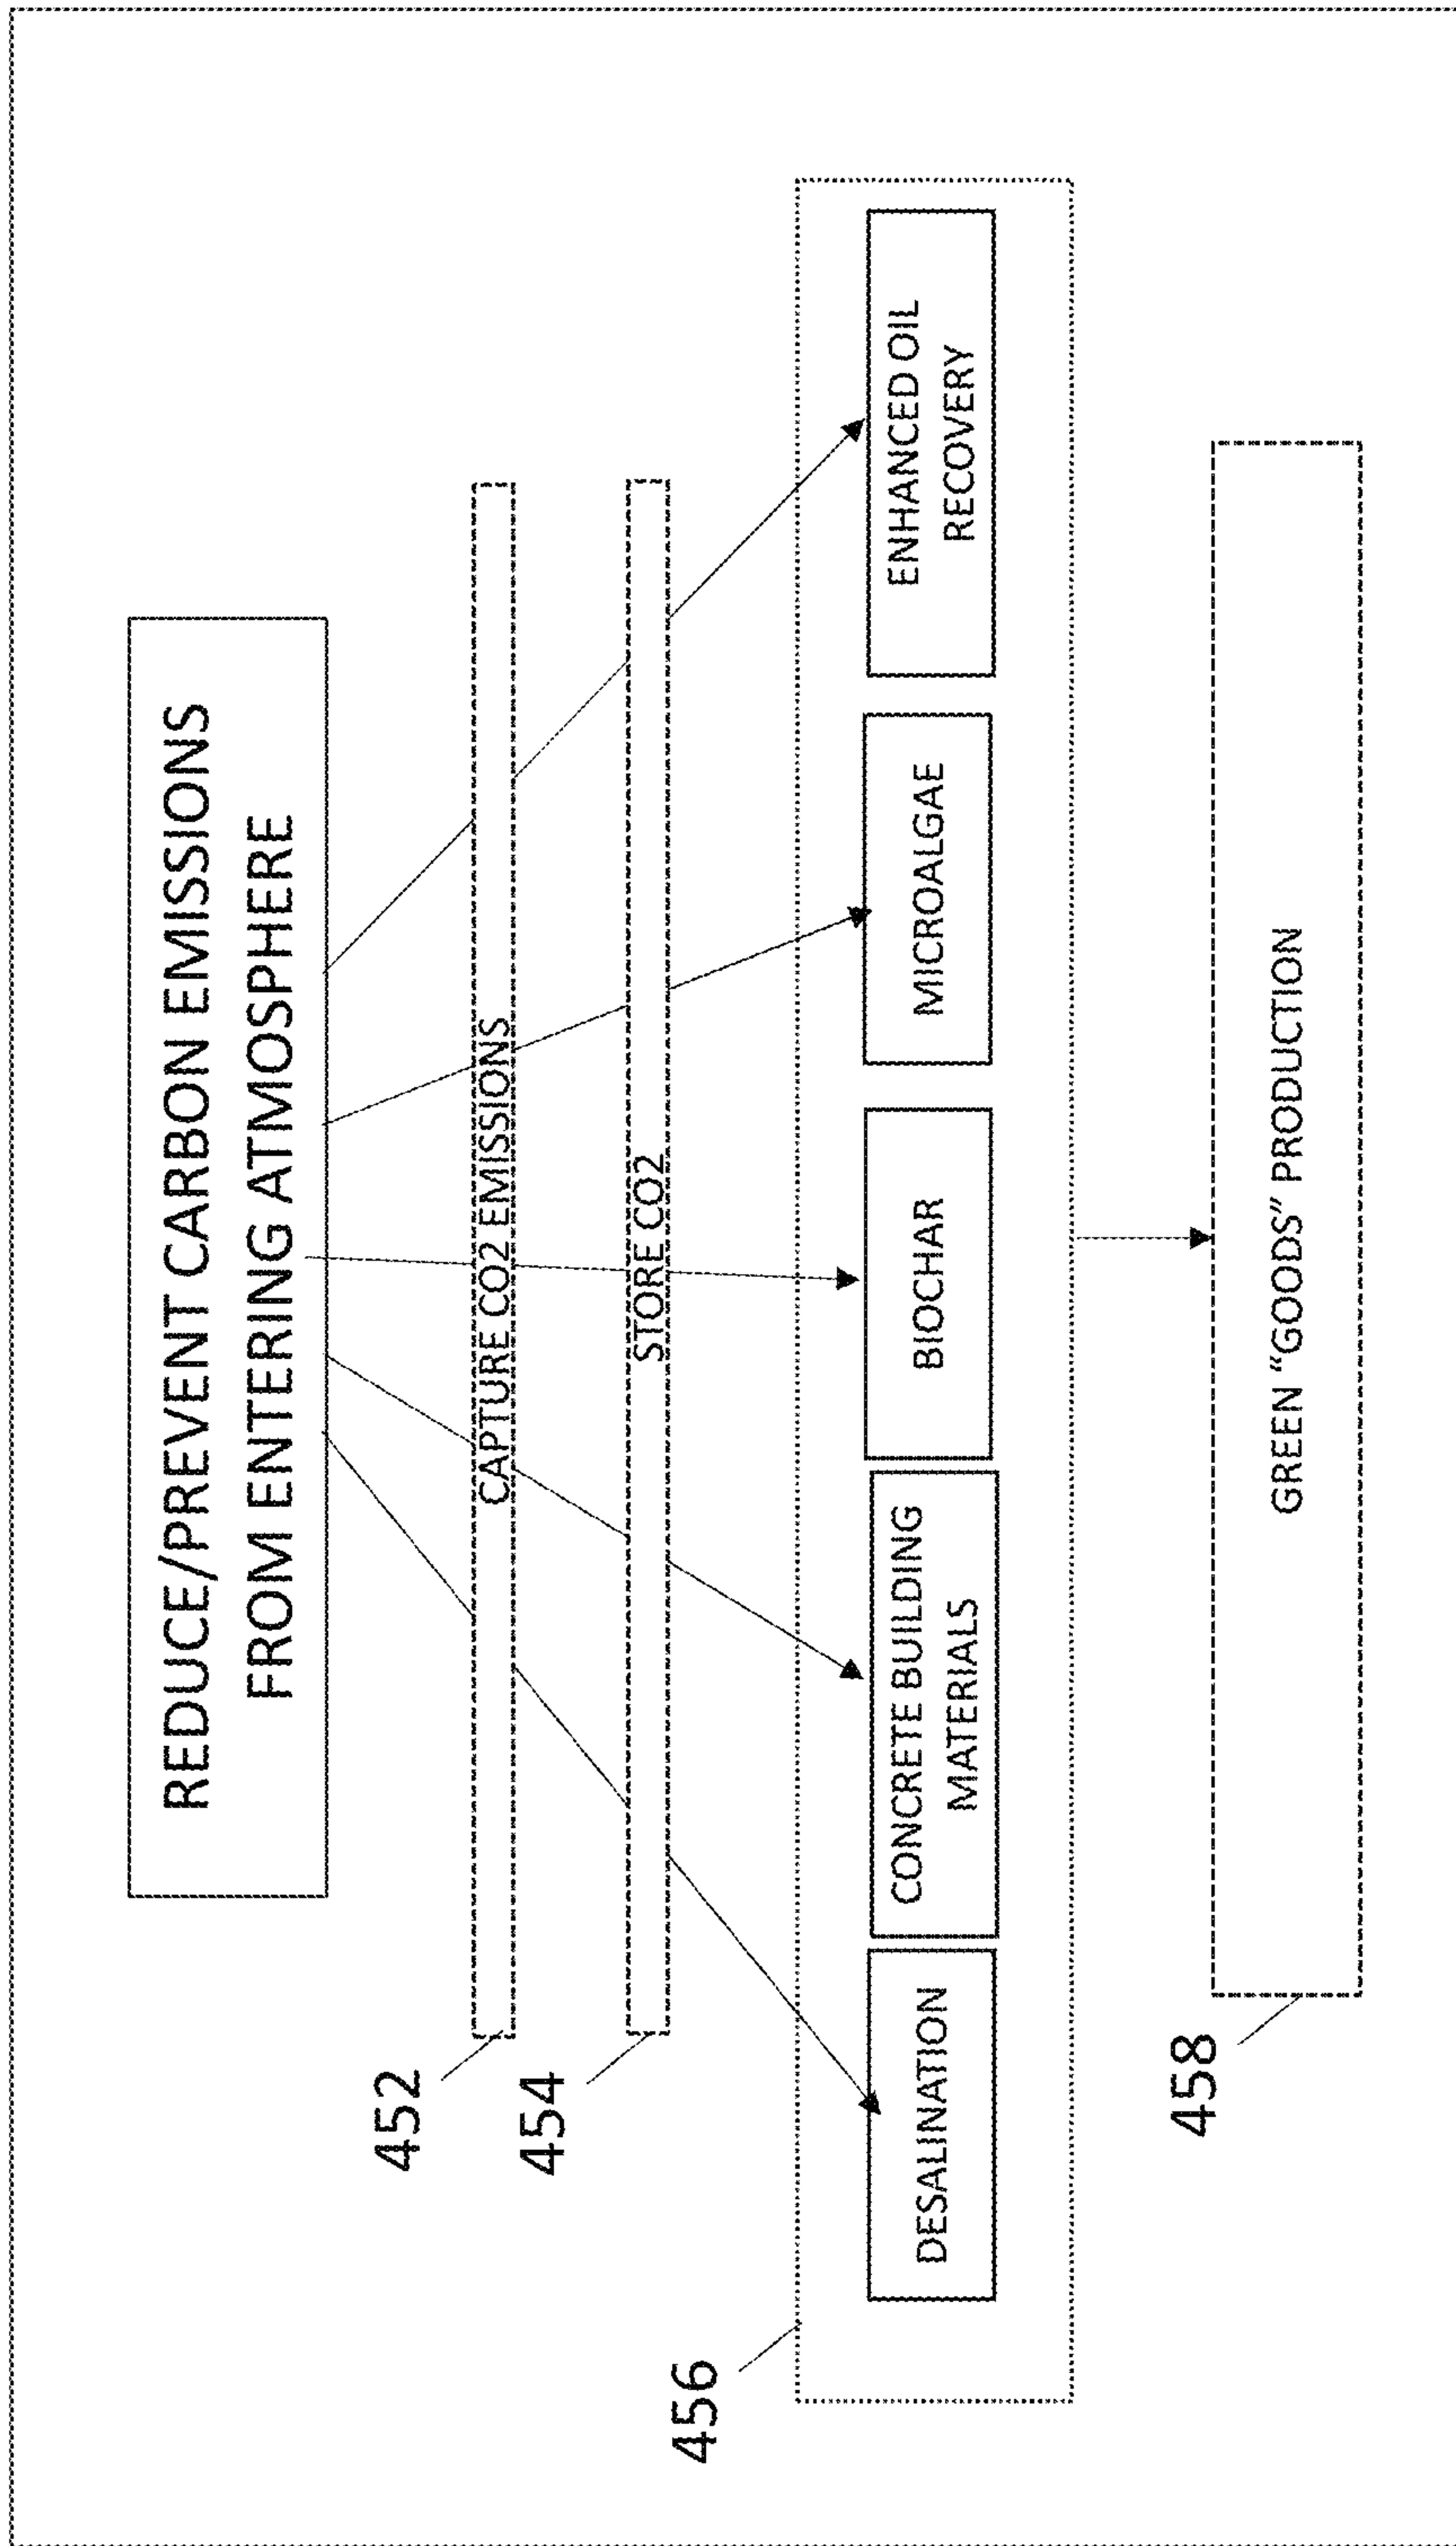 REDUCE/PREVENT CARBON EMISSIONS
FROM ENTERING ATMOSPHERE
452
CAPTURE CO2 EMISSIONS
454
STORE CO2
456
DESALINATION
CONCRETE BUILDING
MATERIALS
BIOCHAR
MICROALGAE
ENHANCED OIL
RECOVERY
458
GREEN "GOODS" PRODUCTION